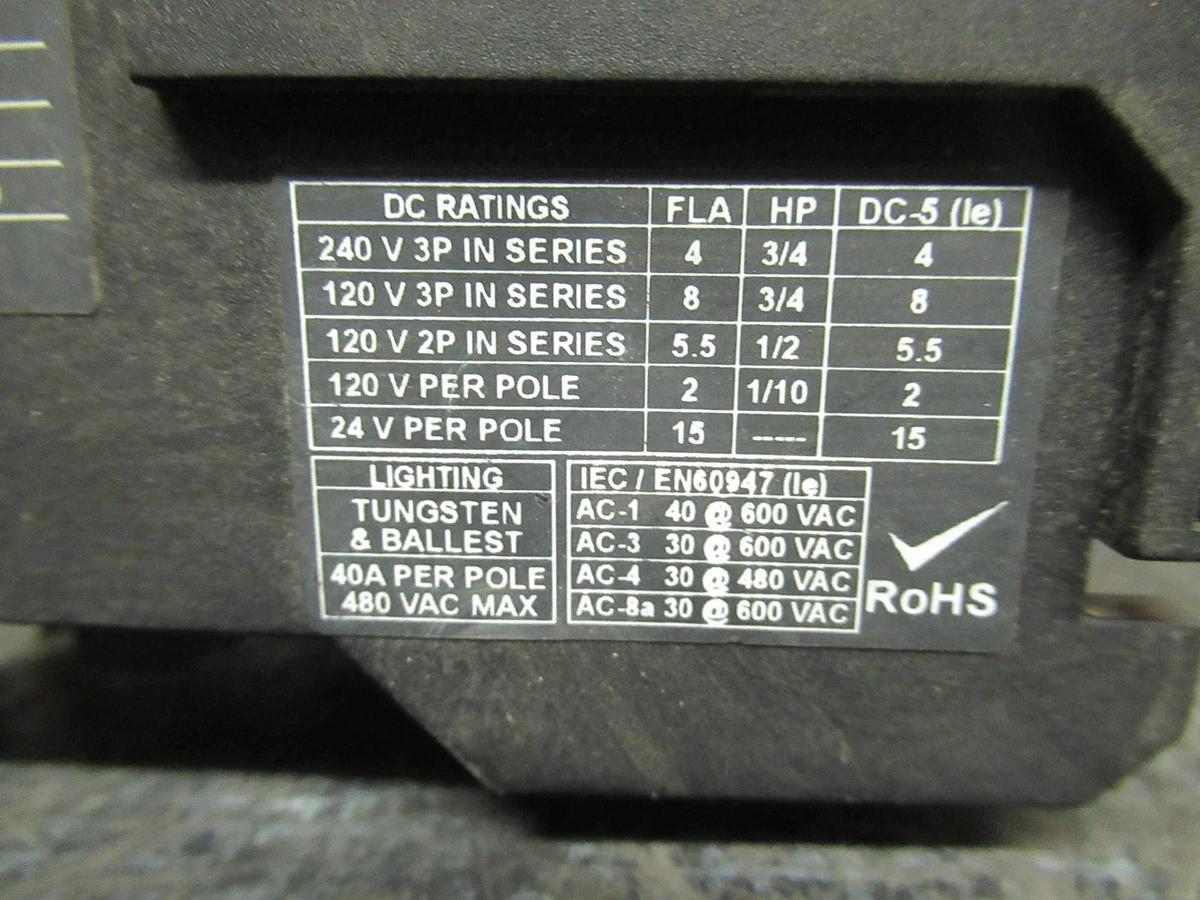 DC RATINGS FLA HP DC-5 (Ie)
240 V 3P IN SERIES 4 3/4 4
120 V 3P IN SERIES 8 3/4 8
120 V 2P IN SERIES 5.5 1/2 5.5
120 V PER POLE 2 1/10 2
24 V PER POLE 15 ----- 15
LIGHTING
TUNGSTEN
& BALLEST
40A PER POLE
480 VAC MAX
IEC / EN60947 (Ie)
AC-1 40 @ 600 VAC
AC-3 30 @ 600 VAC
AC-4 30 @ 480 VAC
AC-8a 30 @ 600 VAC
RoHS